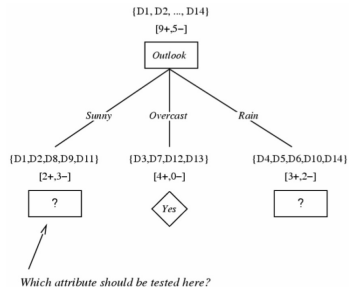 {D1, D2, ..., D14}
[9+,5−]
Outlook
Sunny Overcast Rain
{D1,D2,D8,D9,D11} {D3,D7,D12,D13} {D4,D5,D6,D10,D14}
[2+,3−] [4+,0−] [3+,2−]
? Yes ?
Which attribute should be tested here?